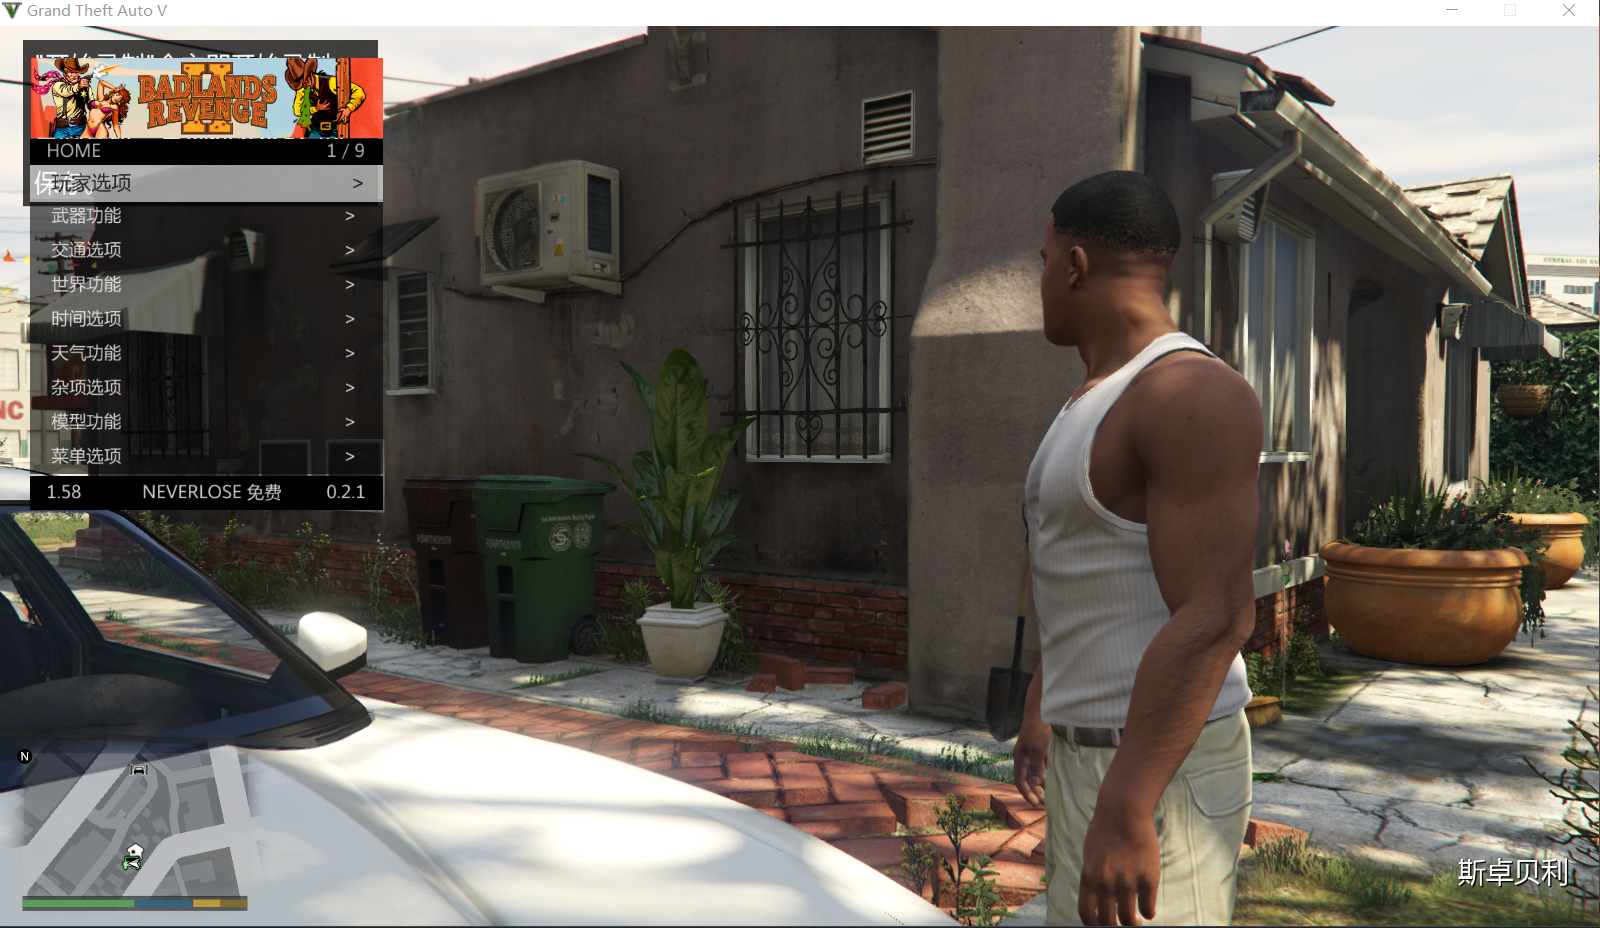 Grand Theft Auto V
BADLANDS
II
REVENGE
HOME 1 / 9
玩家选项 >
武器功能 >
交通选项 >
世界功能 >
时间选项 >
天气功能 >
杂项选项 >
模型功能 >
菜单选项 >
1.58 NEVERLOSE 免费 0.2.1
N
斯卓贝利